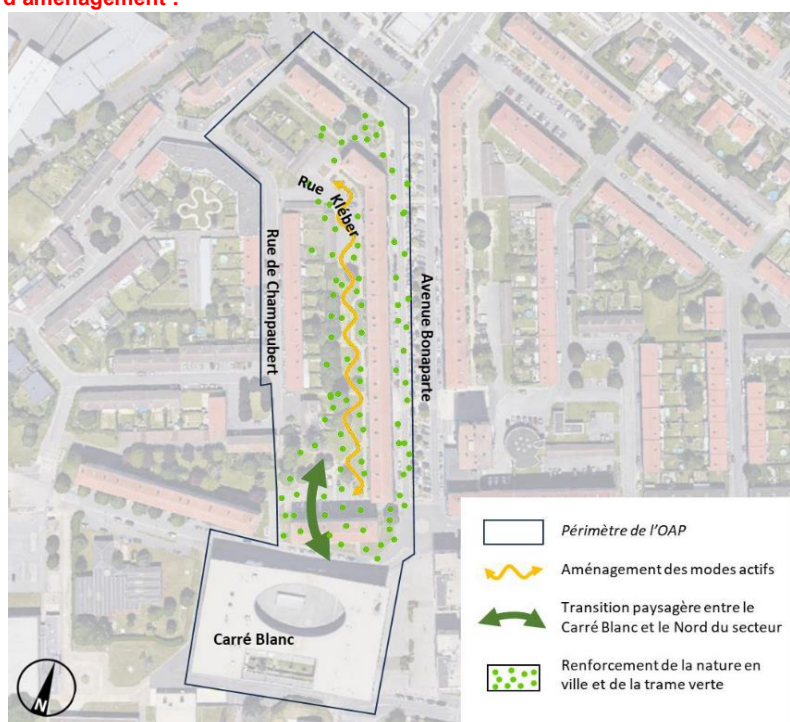 d'aménagement :
Rue Kléber
Rue de Champaubert
Avenue Bonaparte
Carré Blanc
N
Périmètre de l'OAP
Aménagement des modes actifs
Transition paysagère entre le
Carré Blanc et le Nord du secteur
Renforcement de la nature en
ville et de la trame verte